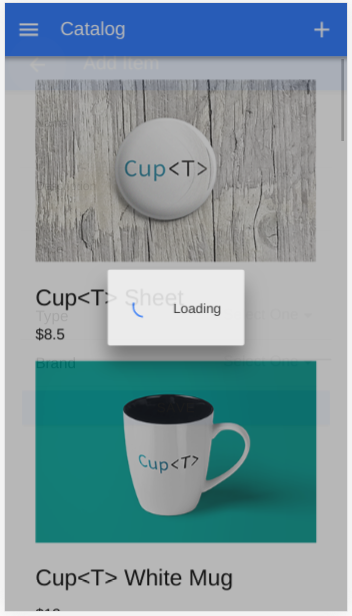 Catalog
Add Item
Cup<T>
Cup<T> Sheet
Loading
Type
$8.5
Brand
Cup<T>
Cup<T> White Mug